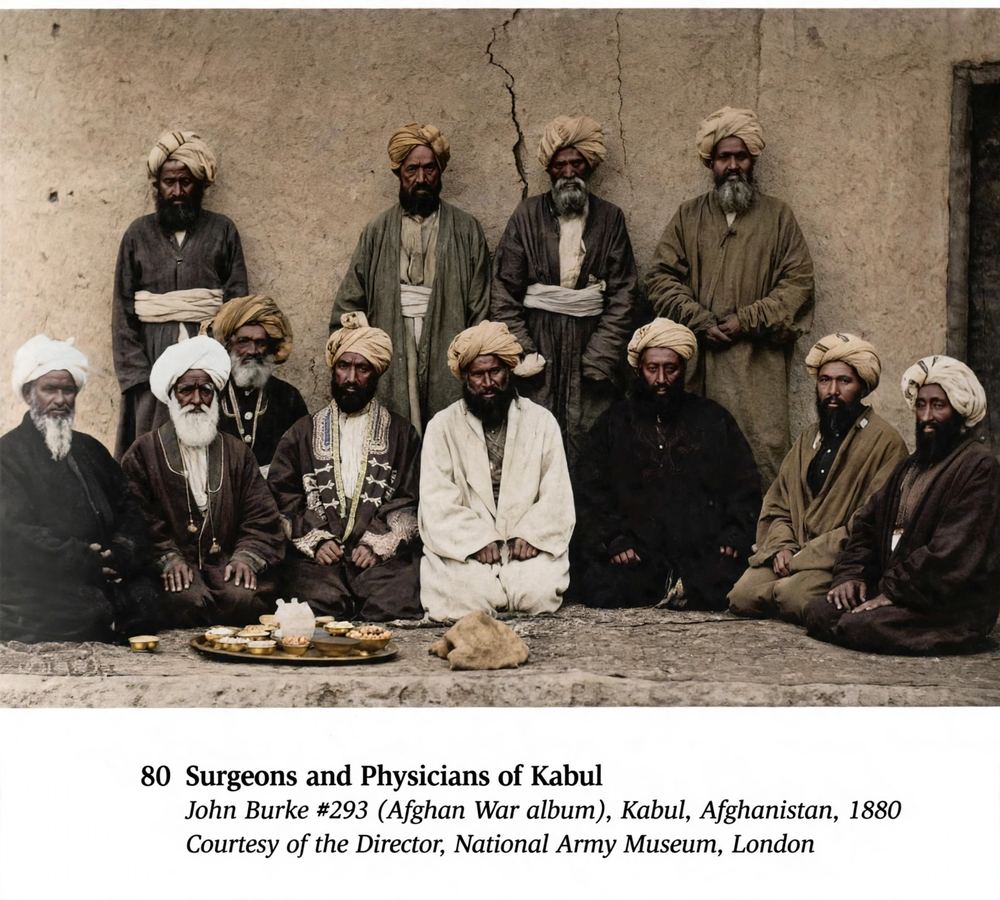 80 Surgeons and Physicians of Kabul
John Burke #293 (Afghan War album), Kabul, Afghanistan, 1880
Courtesy of the Director, National Army Museum, London